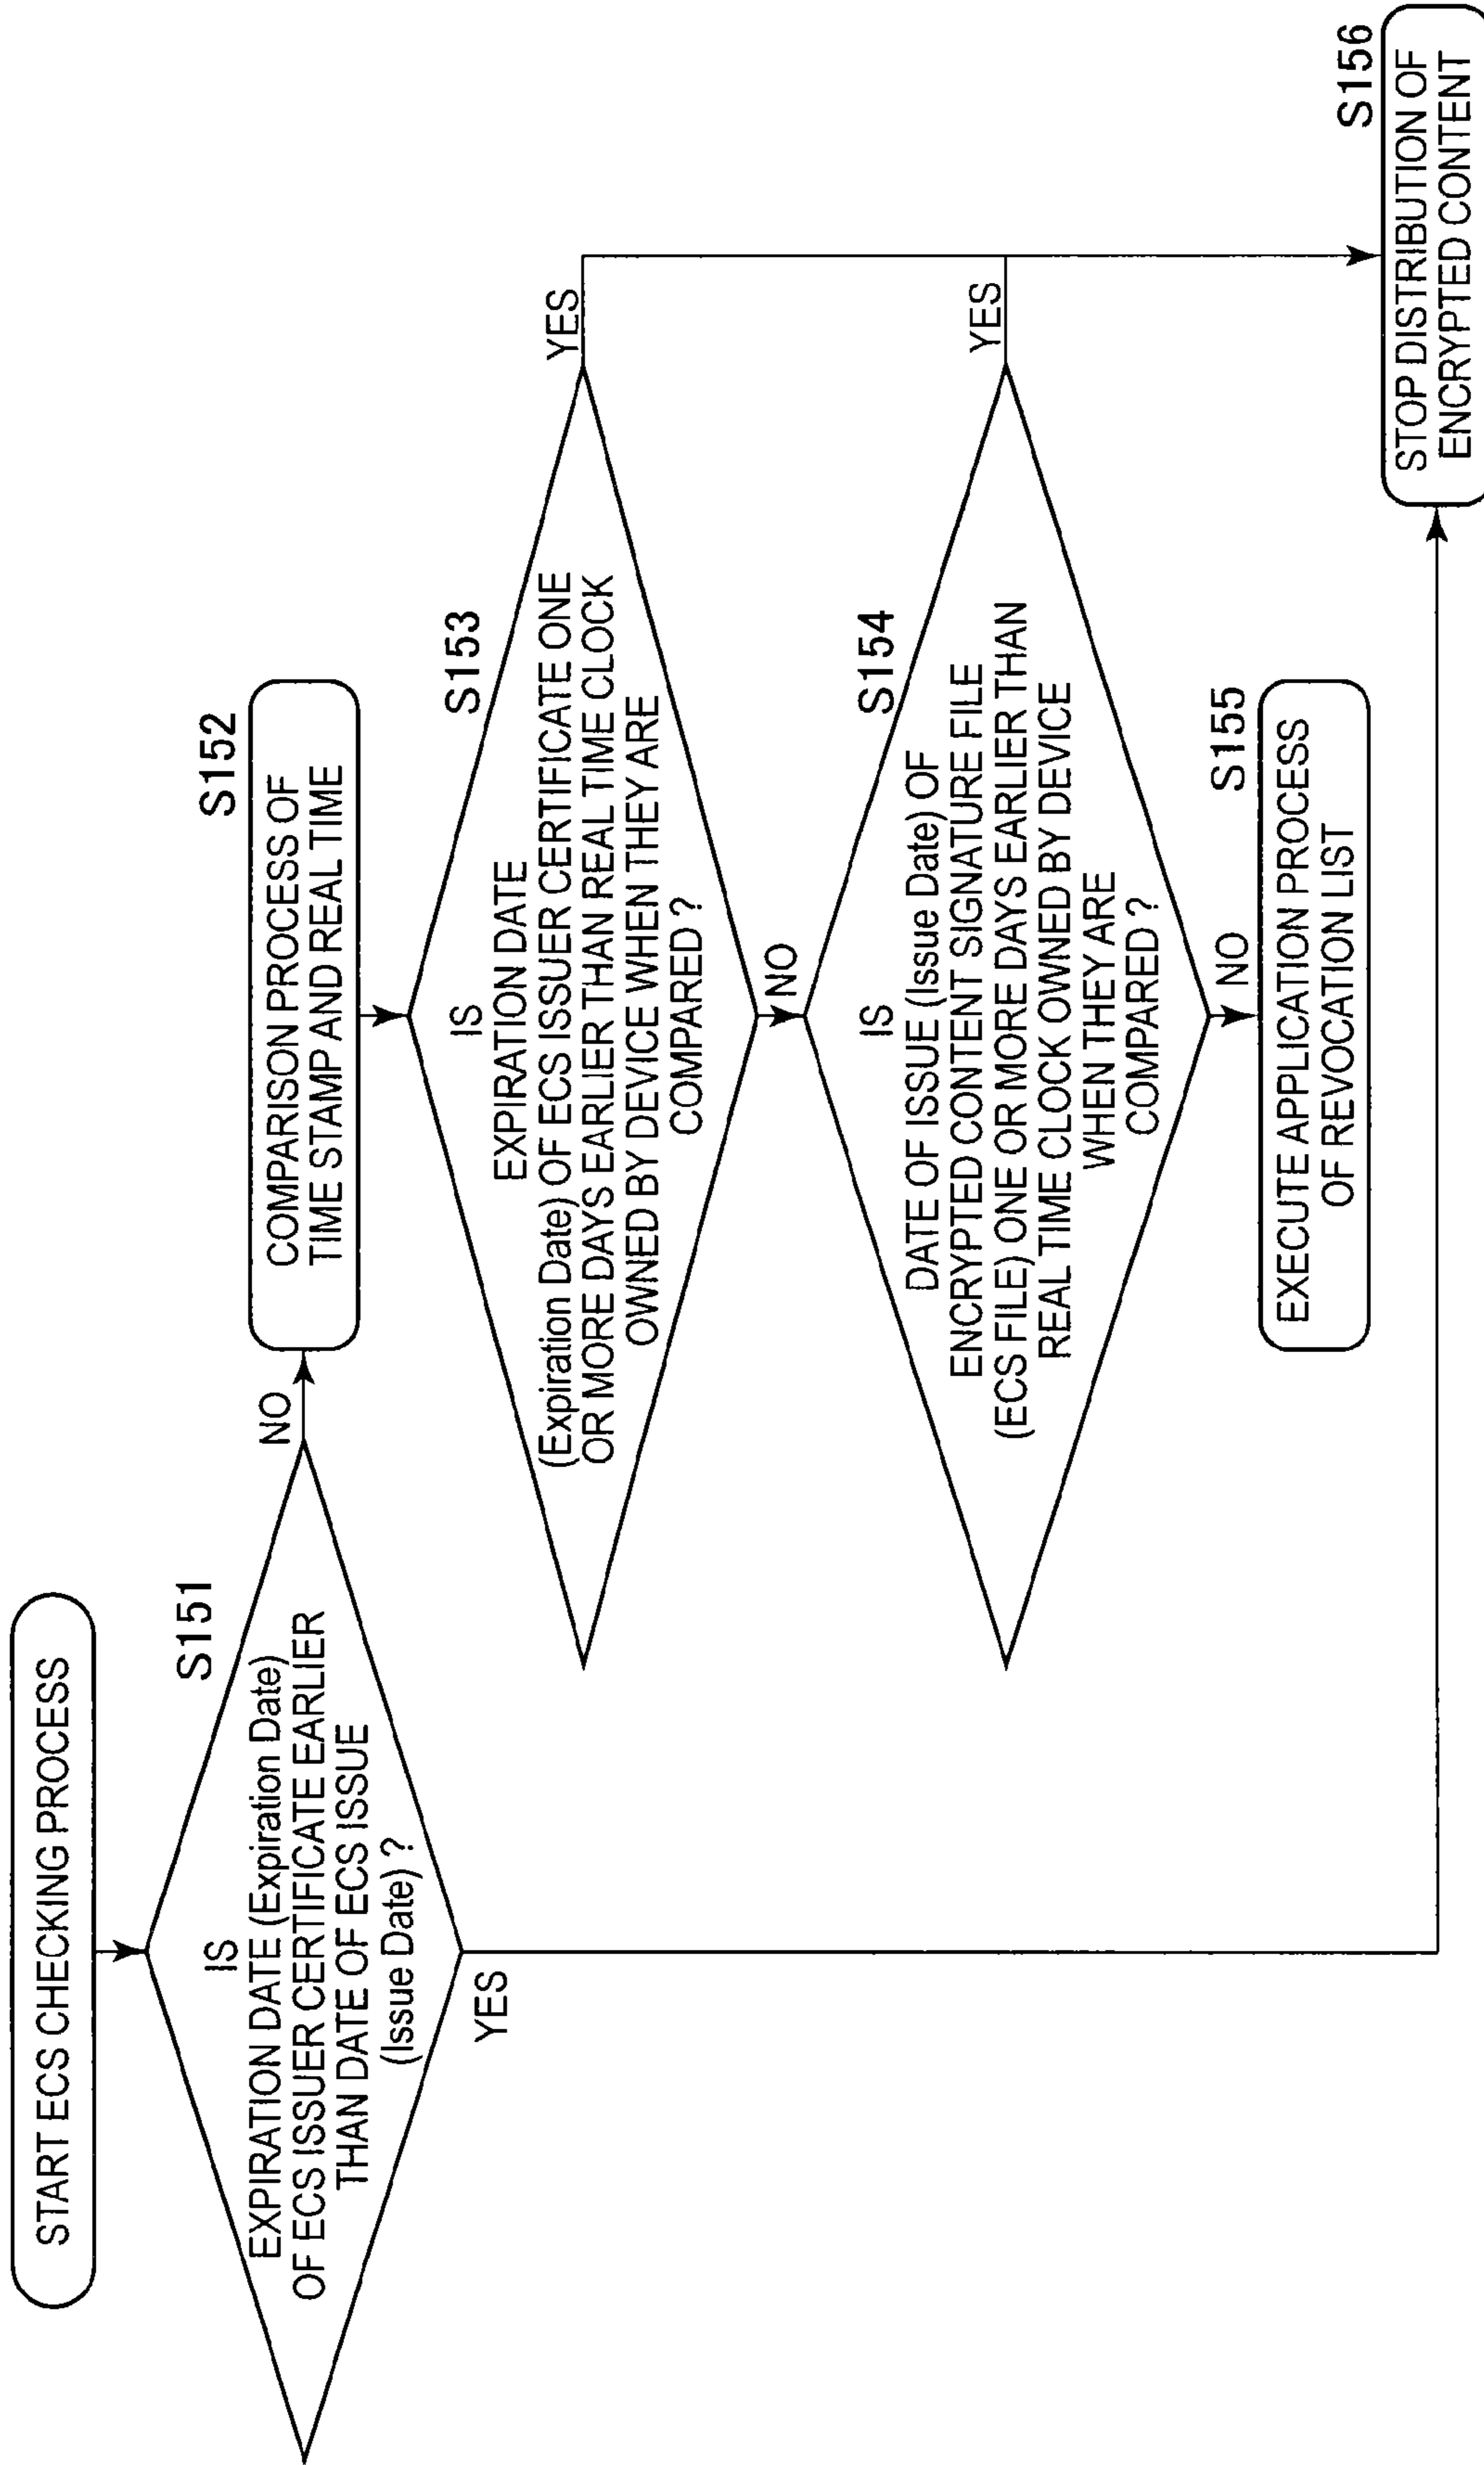 START ECS CHECKING PROCESS
S151
IS
EXPIRATION DATE (Expiration Date)
OF ECS ISSUER CERTIFICATE EARLIER
THAN DATE OF ECS ISSUE
(Issue Date) ?
NO
YES
S152
COMPARISON PROCESS OF
TIME STAMP AND REAL TIME
S153
IS
EXPIRATION DATE
(Expiration Date) OF ECS ISSUER CERTIFICATE ONE
OR MORE DAYS EARLIER THAN REAL TIME CLOCK
OWNED BY DEVICE WHEN THEY ARE
COMPARED ?
YES
NO
S154
IS
DATE OF ISSUE (Issue Date) OF
ENCRYPTED CONTENT SIGNATURE FILE
(ECS FILE) ONE OR MORE DAYS EARLIER THAN
REAL TIME CLOCK OWNED BY DEVICE
WHEN THEY ARE
COMPARED ?
YES
NO
S155
EXECUTE APPLICATION PROCESS
OF REVOCATION LIST
S156
STOP DISTRIBUTION OF
ENCRYPTED CONTENT